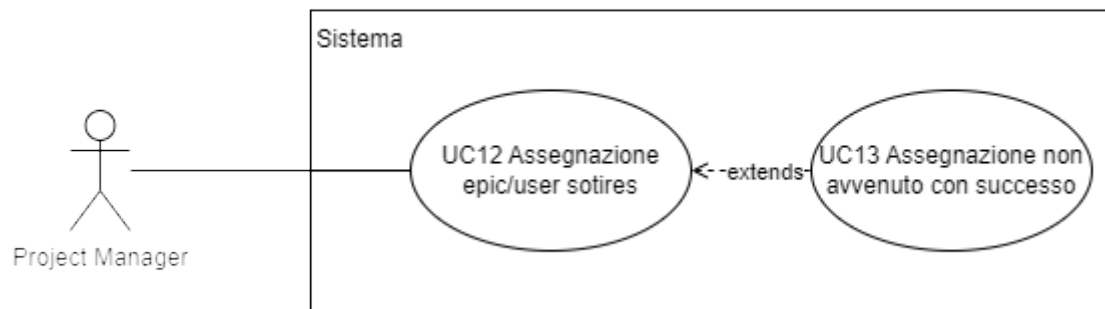 Sistema
UC12 Assegnazione
epic/user sotires
extends
UC13 Assegnazione non
avvenuto con successo
Project Manager